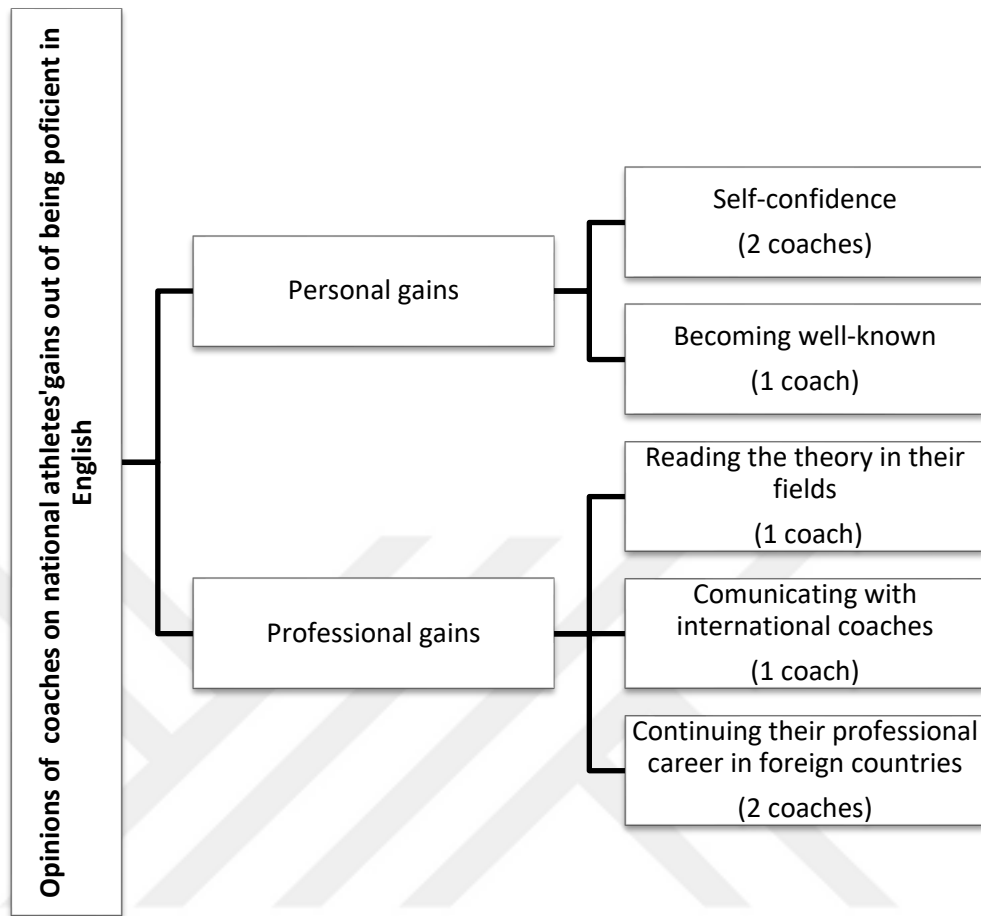 Opinions of  coaches on national athletes'gains out of being poficient in
English
Personal gains
Self-confidence
(2 coaches)
Becoming well-known
(1 coach)
Professional gains
Reading the theory in their
fields
(1 coach)
Comunicating with
international coaches
(1 coach)
Continuing their professional
career in foreign countries
(2 coaches)